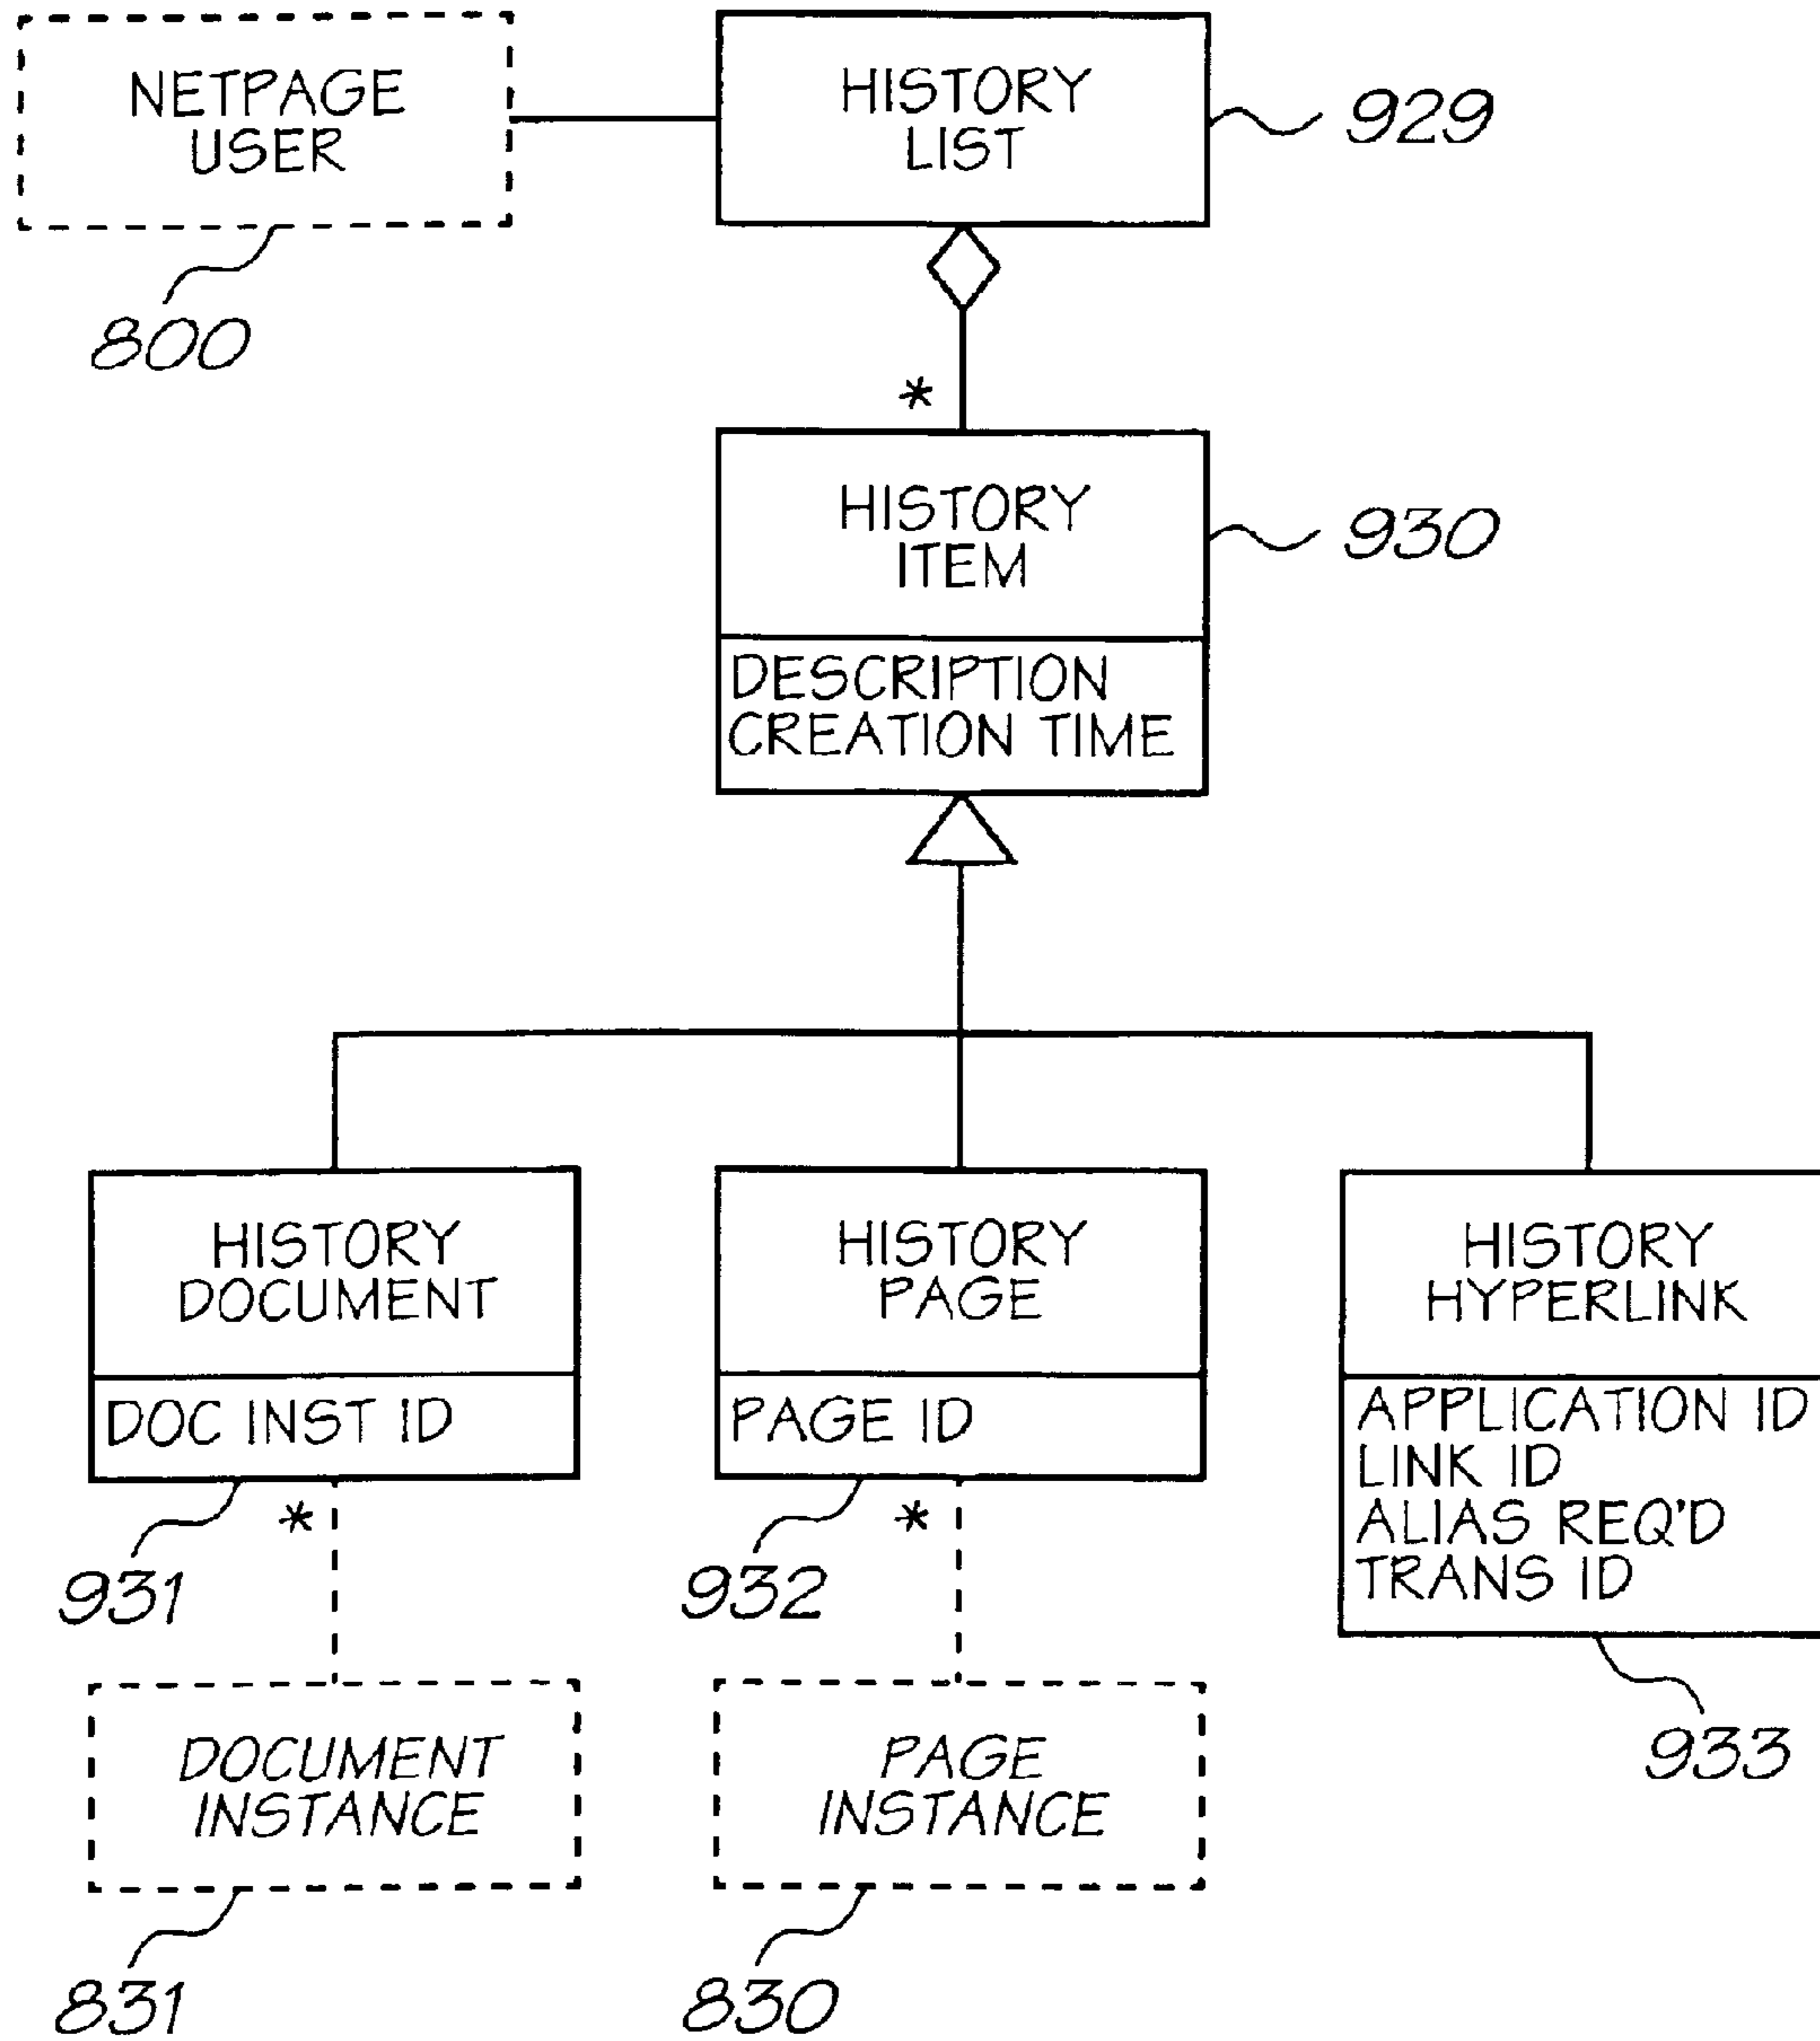 NETPAGE
USER
800
HISTORY
LIST
929
*
HISTORY
ITEM
930
DESCRIPTION
CREATION TIME
HISTORY
DOCUMENT
DOC INST ID
931
*
HISTORY
PAGE
PAGE ID
932
*
HISTORY
HYPERLINK
APPLICATION ID
LINK ID
ALIAS REQ'D
TRANS ID
933
DOCUMENT
INSTANCE
831
PAGE
INSTANCE
830